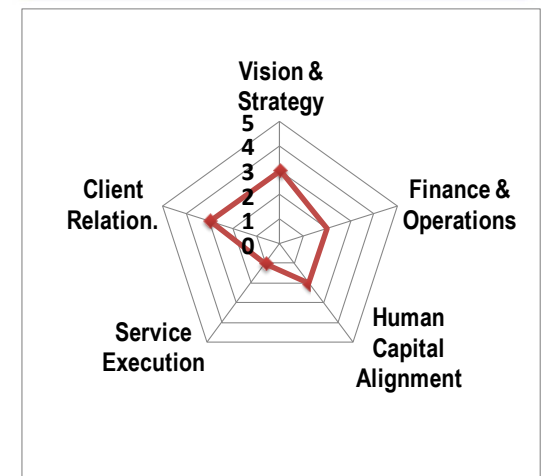 Vision &
Strategy
5
4
3
2
1
0
Finance &
Operations
Human
Capital
Alignment
Service
Execution
Client
Relation.